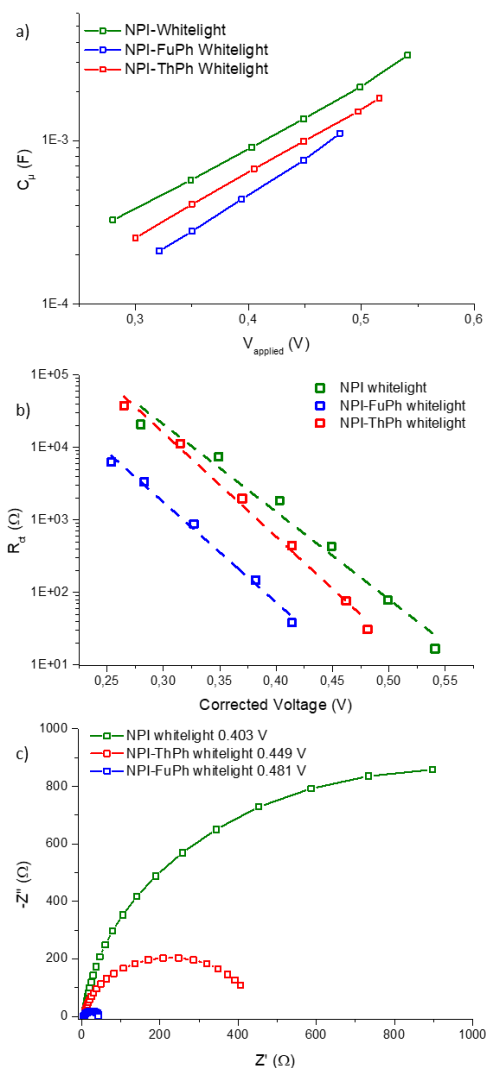 a)
NPI-Whitelight
NPI-FuPh Whitelight
NPI-ThPh Whitelight
1E-3
1E-4
Cμ (F)
0,3 0,4 0,5 0,6
Vapplied (V)
b)
NPI whitelight
NPI-FuPh whitelight
NPI-ThPh whitelight
1E+05
1E+04
1E+03
1E+02
1E+01
Rct (Ω)
0,25 0,30 0,35 0,40 0,45 0,50 0,55
Corrected Voltage (V)
c)
NPI whitelight 0.403 V
NPI-ThPh whitelight 0.449 V
NPI-FuPh whitelight 0.481 V
1000
800
600
400
200
0
-Z" (Ω)
0 200 400 600 800 1000
Z' (Ω)